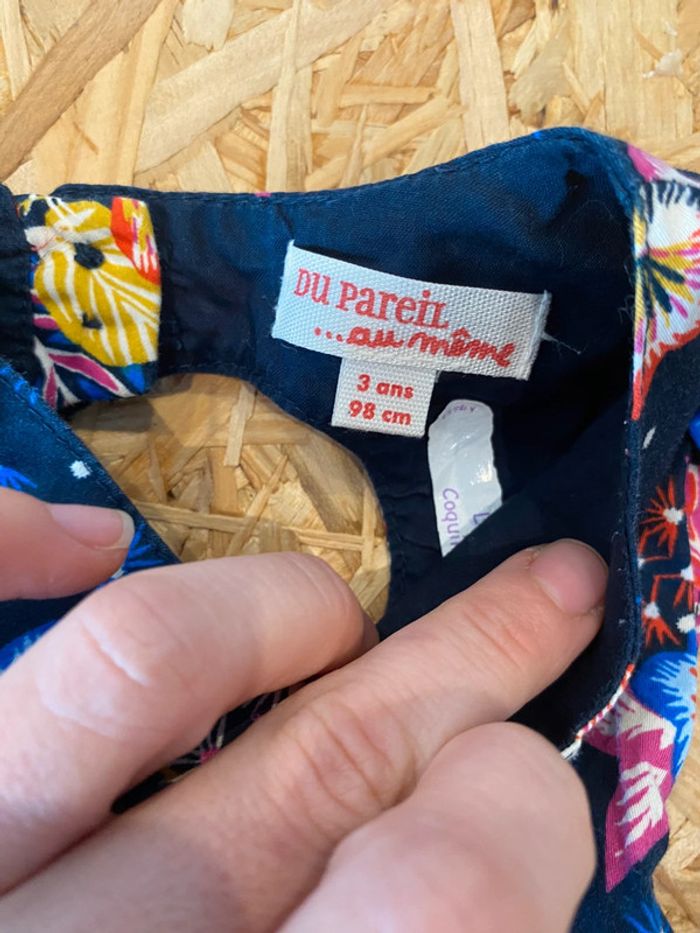 DU PAREIL
...au même
3 ans
98 cm